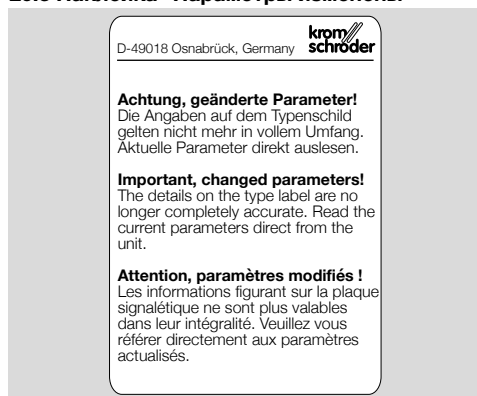 D-49018 Osnabrück, Germany
krom
schröder
Achtung, geänderte Parameter!
Die Angaben auf dem Typenschild
gelten nicht mehr in vollem Umfang.
Aktuelle Parameter direkt auslesen.
Important, changed parameters!
The details on the type label are no
longer completely accurate. Read the
current parameters direct from the
unit.
Attention, paramètres modifiés !
Les informations figurant sur la plaque
signalétique ne sont plus valables
dans leur intégralité. Veuillez vous
référer directement aux paramètres
actualisés.